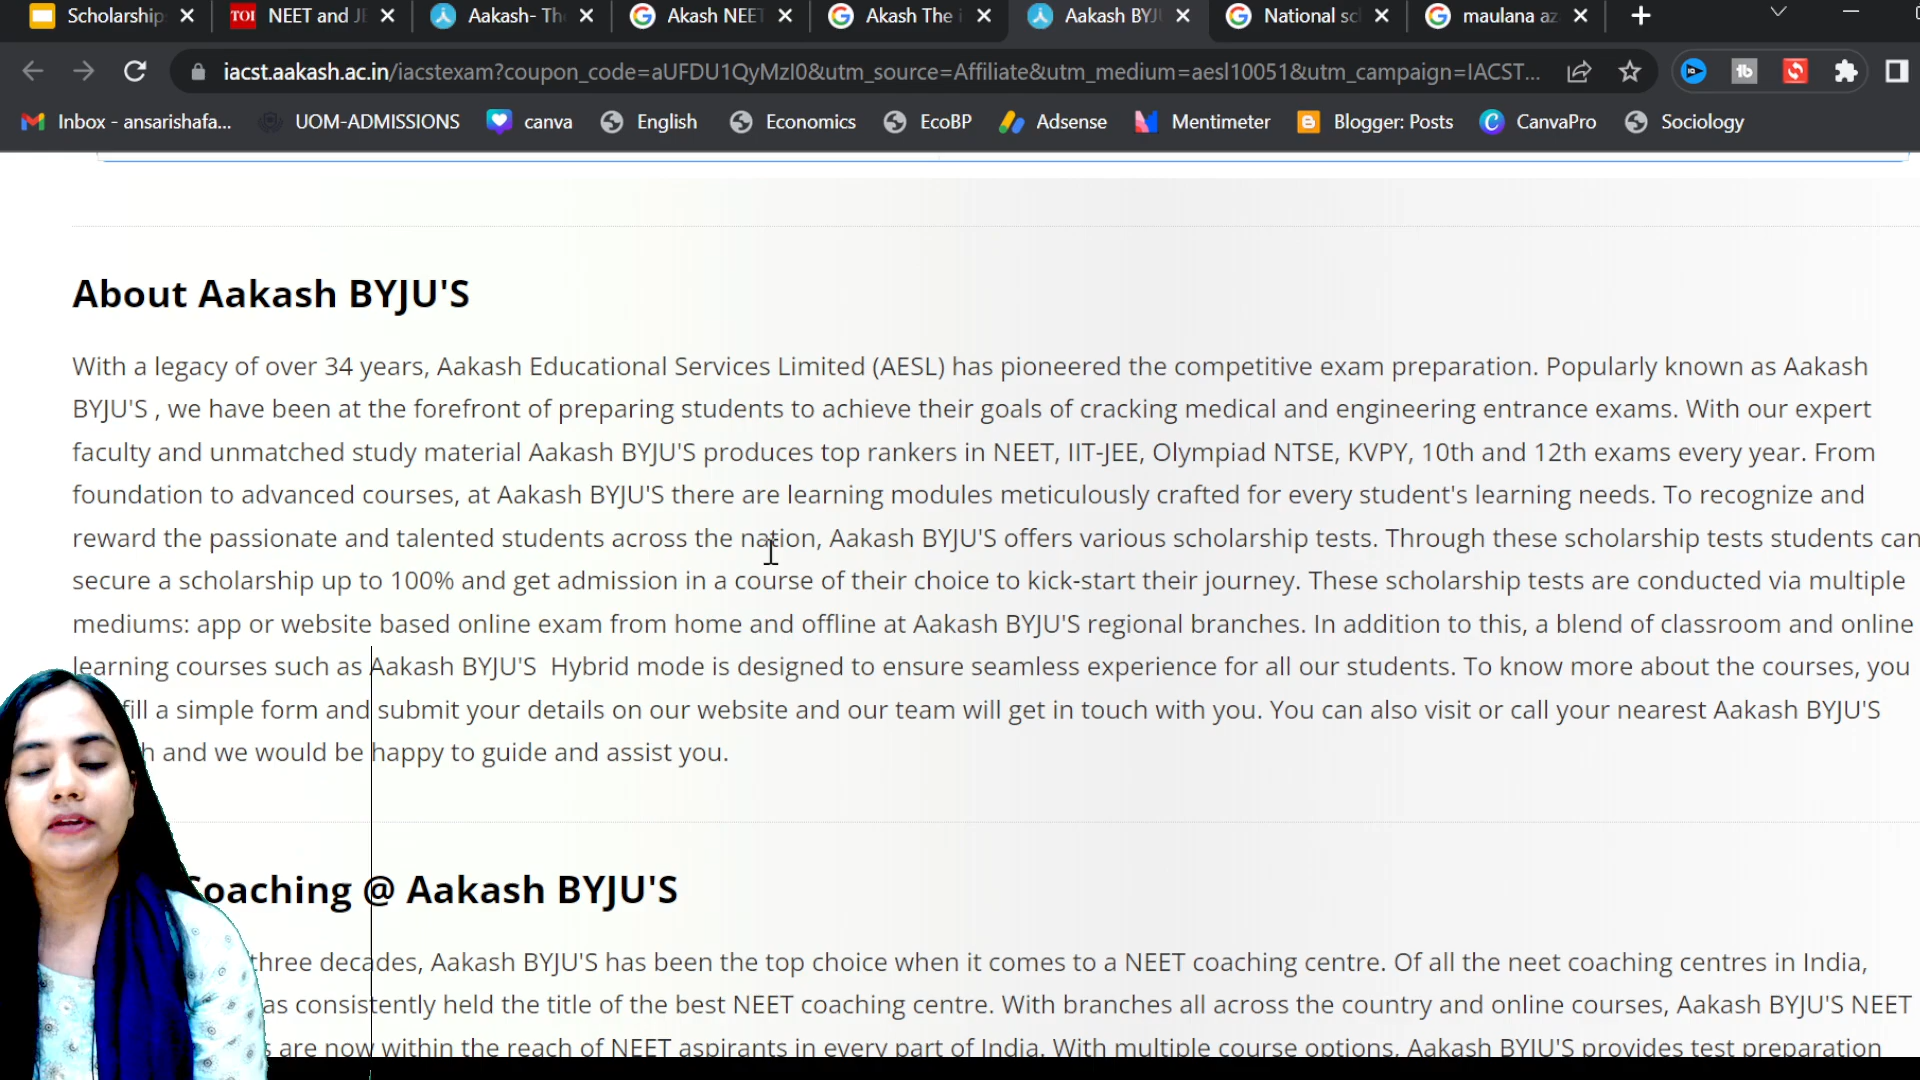 Scholarship
TOI NEET and JE
Aakash- Th
Akash NEET
Akash The i
Aakash BYJU
National sc
maulana az
iacst.aakash.ac.in/iacstexam?coupon_code=aUFDU1QyMzI0&utm_source=Affiliate&utm_medium=aesl10051&utm_campaign=IACST...
Inbox - ansarishafa...
UOM-ADMISSIONS
canva
English
Economics
EcoBP
Adsense
Mentimeter
Blogger: Posts
CanvaPro
Sociology
About Aakash BYJU'S
With a legacy of over 34 years, Aakash Educational Services Limited (AESL) has pioneered the competitive exam preparation. Popularly known as Aakash
BYJU'S , we have been at the forefront of preparing students to achieve their goals of cracking medical and engineering entrance exams. With our expert
faculty and unmatched study material Aakash BYJU'S produces top rankers in NEET, IIT-JEE, Olympiad NTSE, KVPY, 10th and 12th exams every year. From
foundation to advanced courses, at Aakash BYJU'S there are learning modules meticulously crafted for every student's learning needs. To recognize and
reward the passionate and talented students across the nation, Aakash BYJU'S offers various scholarship tests. Through these scholarship tests students can
secure a scholarship up to 100% and get admission in a course of their choice to kick-start their journey. These scholarship tests are conducted via multiple
mediums: app or website based online exam from home and offline at Aakash BYJU'S regional branches. In addition to this, a blend of classroom and online
learning courses such as Aakash BYJU'S Hybrid mode is designed to ensure seamless experience for all our students. To know more about the courses, you
fill a simple form and submit your details on our website and our team will get in touch with you. You can also visit or call your nearest Aakash BYJU'S
and we would be happy to guide and assist you.
Coaching @ Aakash BYJU'S
three decades, Aakash BYJU'S has been the top choice when it comes to a NEET coaching centre. Of all the neet coaching centres in India,
as consistently held the title of the best NEET coaching centre. With branches all across the country and online courses, Aakash BYJU'S NEET
are now within the reach of NEET aspirants in every part of India. With multiple course options, Aakash BYJU'S provides test preparation